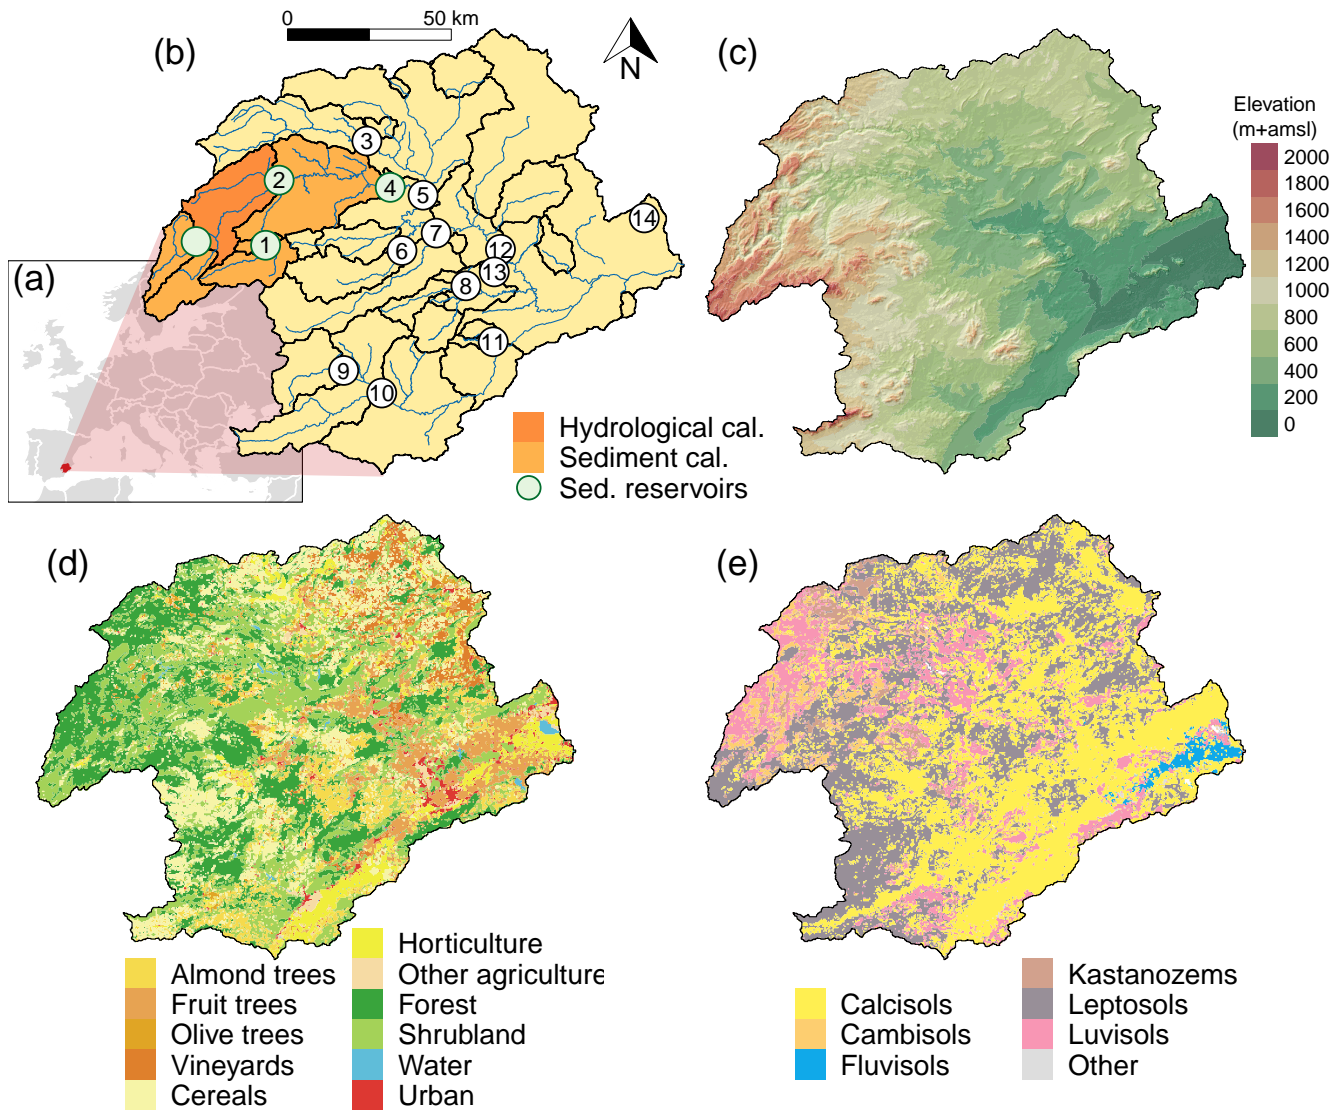 0 50 km
(b)
N
(c)
3
2
4
5
14
7
1
6
12
13
8
11
9
10
(a)
Hydrological cal.
Sediment cal.
Sed. reservoirs
Elevation
(m+amsl)
2000
1800
1600
1400
1200
1000
800
600
400
200
0
(d)
(e)
Almond trees
Fruit trees
Olive trees
Vineyards
Cereals
Horticulture
Other agriculture
Forest
Shrubland
Water
Urban
Calcisols
Cambisols
Fluvisols
Kastanozems
Leptosols
Luvisols
Other